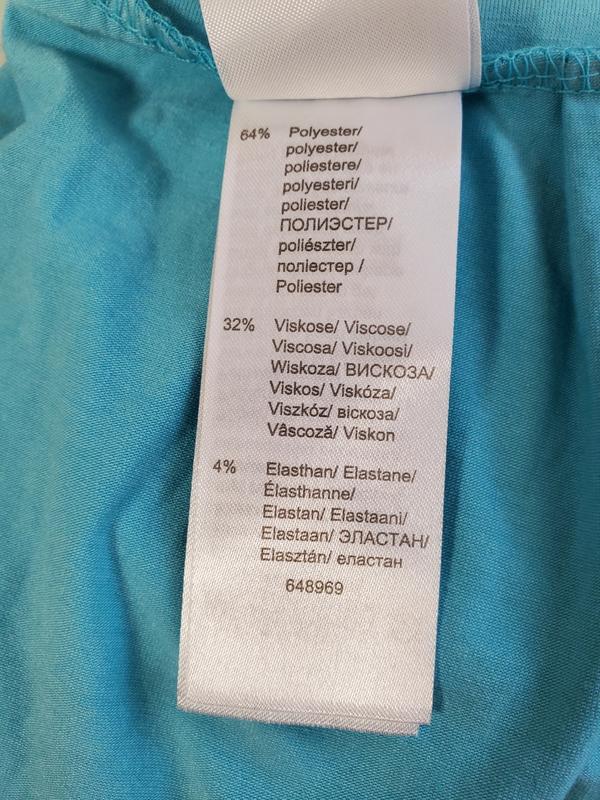 64% Polyester/
polyester/
poliestere/
polyesteri/
poliester/
ПОЛИЭСТЕР/
poliészter/
поліестер /
Poliester
32% Viskose/ Viscose/
Viscosa/ Viskoosi/
Wiskoza/ ВИСКОЗА/
Viskos/ Viskóza/
Viszkóz/ віскоза/
Vâscoză/ Viskon
4% Elasthan/ Elastane/
Élasthanne/
Elastan/ Elastaani/
Elastaan/ ЭЛАСТАН/
Elasztán/ еластан
648969